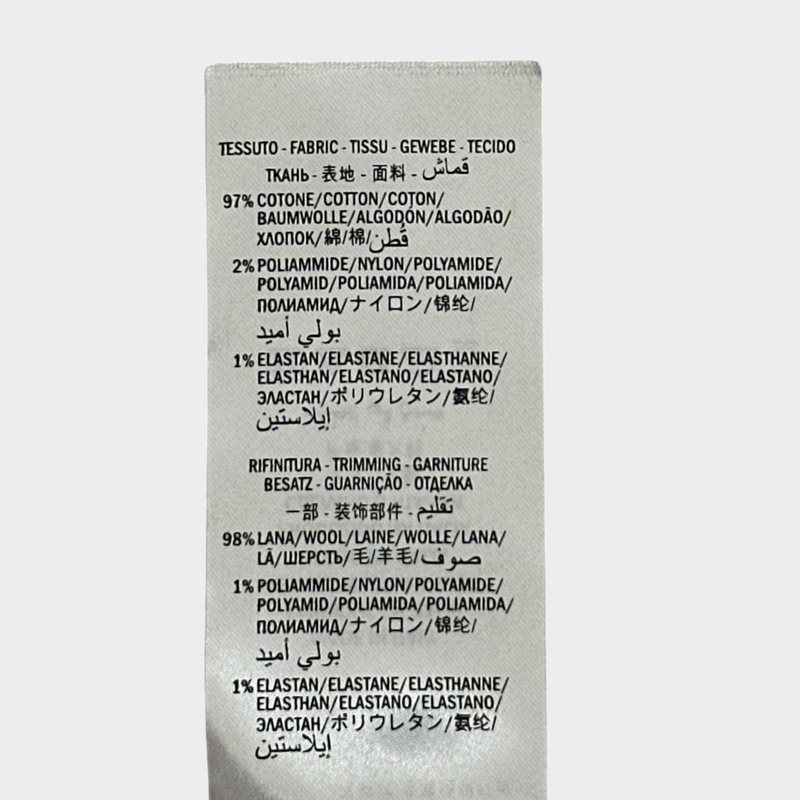 TESSUTO - FABRIC - TISSU - GEWEBE - TECIDO
ТКАНЬ - 表地 - 面料 - قماش
97% COTONE/COTTON/COTON/
BAUMWOLLE/ALGODÓN/ALGODÃO/
ХЛОПОК/綿/棉/قُطن
2% POLIAMMIDE/NYLON/POLYAMIDE/
POLYAMID/POLIAMIDA/POLIAMIDA/
ПОЛИАМИД/ナイロン/锦纶/
بولي أميد
1% ELASTAN/ELASTANE/ELASTHANNE/
ELASTHAN/ELASTANO/ELASTANO/
ЭЛАСТАН/ポリウレタン/氨纶/
إيلاستين
RIFINITURA - TRIMMING - GARNITURE
BESATZ - GUARNIÇÃO - ОТДЕЛКА
一部 - 装饰部件 - تقليم
98% LANA/WOOL/LAINE/WOLLE/LANA/
LÃ/ШЕРСТЬ/毛/羊毛/صوف
1% POLIAMMIDE/NYLON/POLYAMIDE/
POLYAMID/POLIAMIDA/POLIAMIDA/
ПОЛИАМИД/ナイロン/锦纶/
بولي أميد
1% ELASTAN/ELASTANE/ELASTHANNE/
ELASTHAN/ELASTANO/ELASTANO/
ЭЛАСТАН/ポリウレタン/氨纶/
إيلاستين